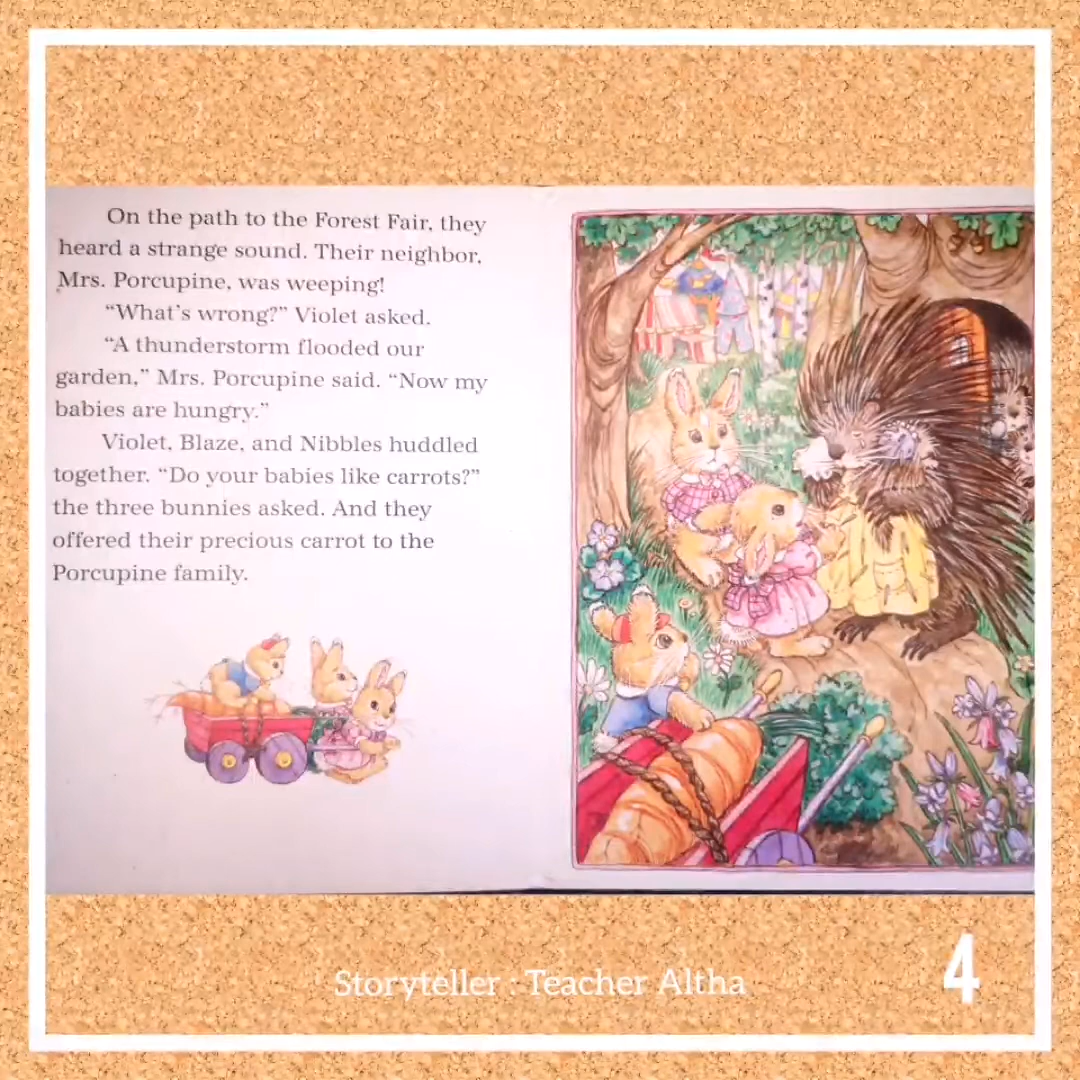 On the path to the Forest Fair, they
heard a strange sound. Their neighbor,
Mrs. Porcupine, was weeping!
“What’s wrong?” Violet asked.
“A thunderstorm flooded our
garden,” Mrs. Porcupine said. “Now my
babies are hungry.”
Violet, Blaze, and Nibbles huddled
together. “Do your babies like carrots?”
the three bunnies asked. And they
offered their precious carrot to the
Porcupine family.
Storyteller : Teacher Altha
4